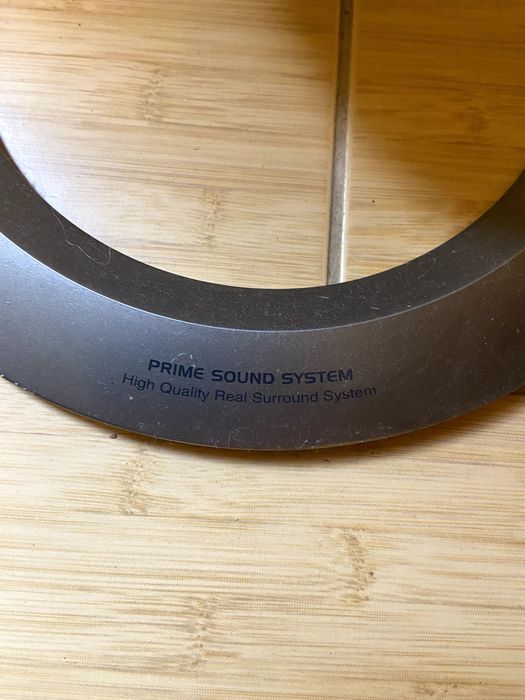 PRIME SOUND SYSTEM
High Quality Real Surround System